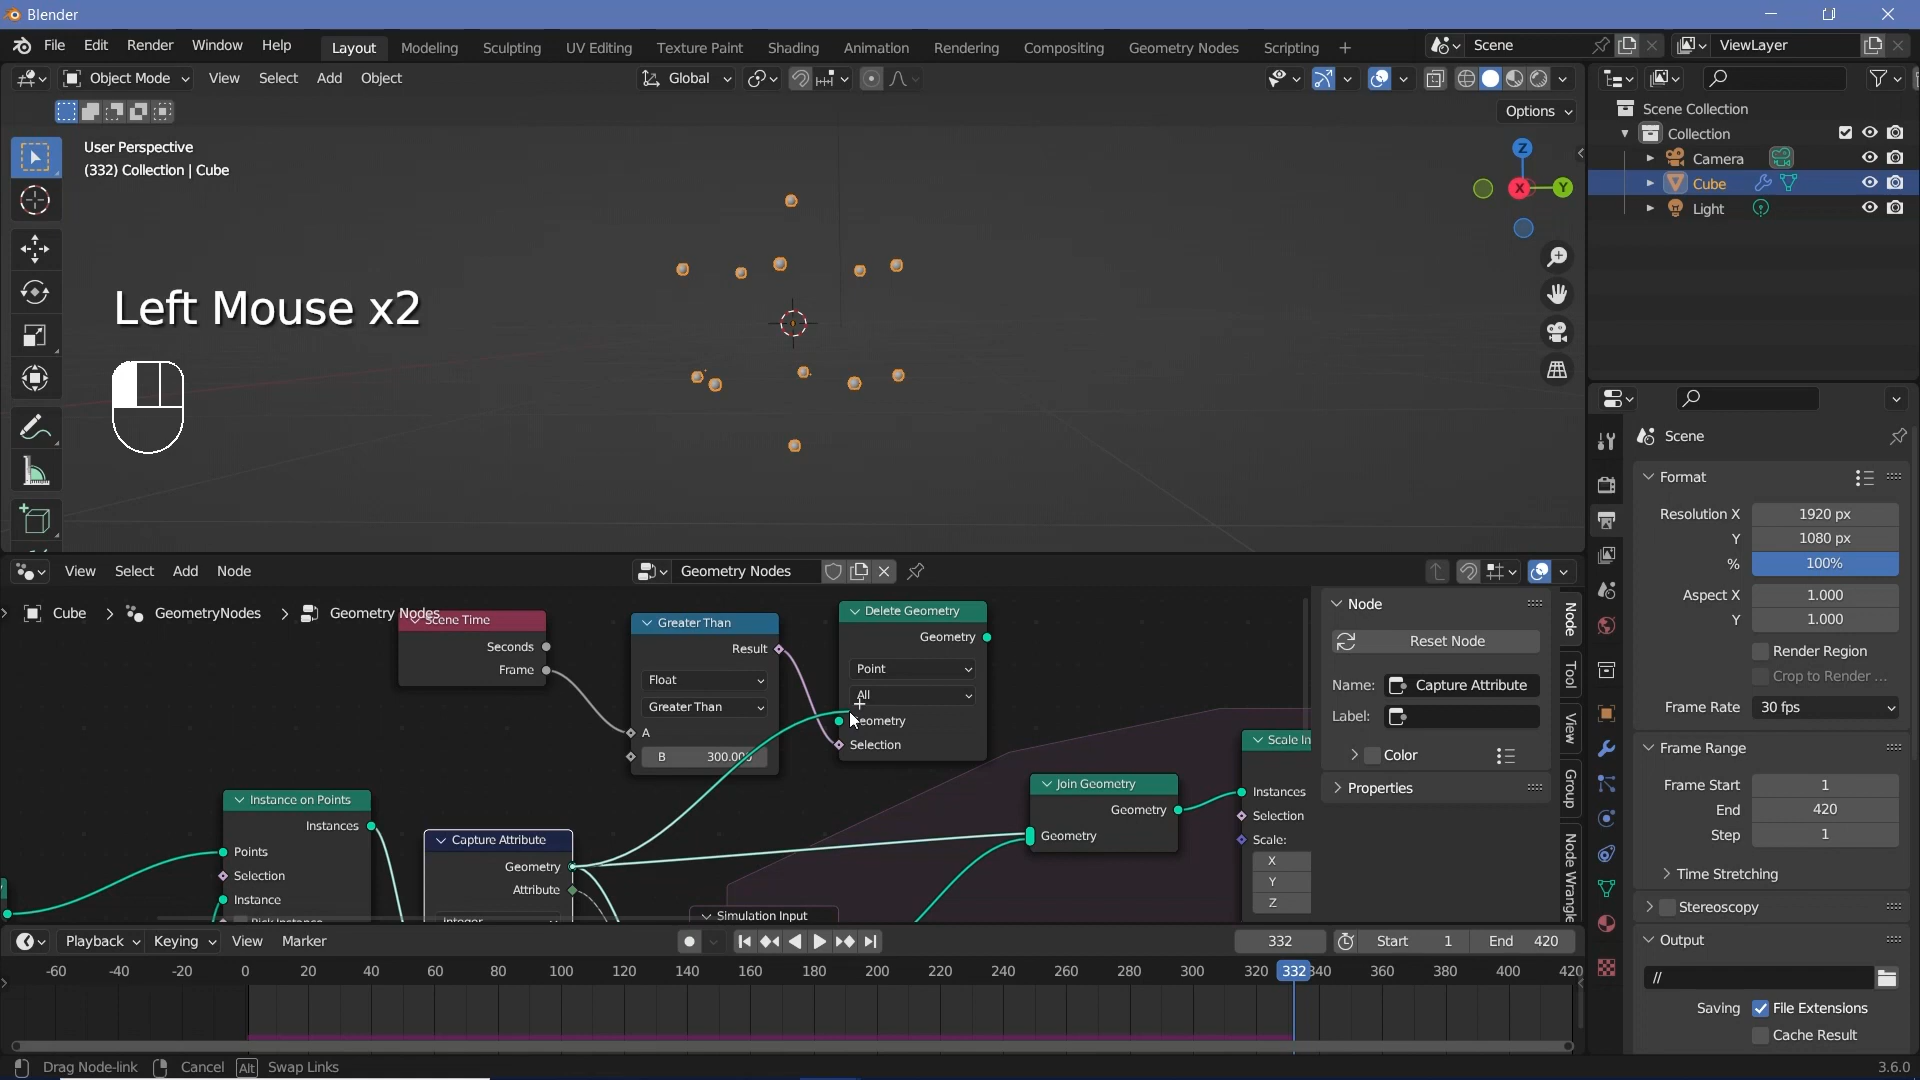 Blender
File Edit Render Window Help Layout Modeling Sculpting UV Editing Texture Paint Shading Animation Rendering Compositing Geometry Nodes Scripting + Scene ViewLayer
Object Mode View Select Add Object Global
Options
User Perspective
(332) Collection | Cube
Z
X
Y
Left Mouse x2
Scene Collection
Collection
Camera
Cube
Light
Scene
Format
Resolution X 1920 px
Y 1080 px
% 100%
Aspect X 1.000
Y 1.000
Render Region
Crop to Render ...
Frame Rate 30 fps
Frame Range
Frame Start 1
End 420
Step 1
Time Stretching
Stereoscopy
Output
//
Saving File Extensions
Cache Result
View Select Add Node Geometry Nodes
Cube > GeometryNodes > Geometry Nodes
Scene Time
Seconds
Frame
Greater Than
Result
Float
Greater Than
A
B 300.00
Delete Geometry
Geometry
Point
All
Geometry
Selection
Instance on Points
Instances
Points
Selection
Instance
Pick Instance
Capture Attribute
Geometry
Attribute
Integer
Simulation Input
Join Geometry
Geometry
Geometry
Scale In
Instances
Selection
Scale:
X
Y
Z
Node
Reset Node
Name: Capture Attribute
Label:
Color
Properties
Node
Tool
View
Group
Node Wrangle
Playback Keying View Marker 332 Start 1 End 420
-60 -40 -20 0 20 40 60 80 100 120 140 160 180 200 220 240 260 280 300 320 332 340 360 380 400 420
Drag Node-link Cancel Alt Swap Links 3.6.0